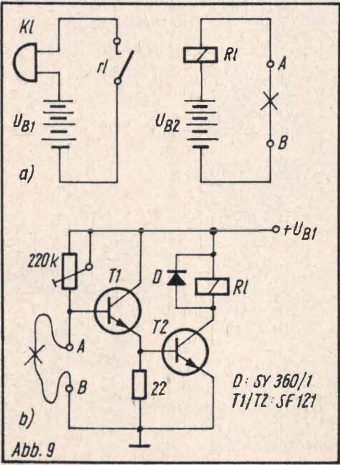 Kl
rl
U_B1
a)
Rl
A
U_B2
B
+U_B1
220k
T1
D
Rl
T2
A
B
22
D: SY 360/1
T1/T2: SF 121
b)
Abb. 9